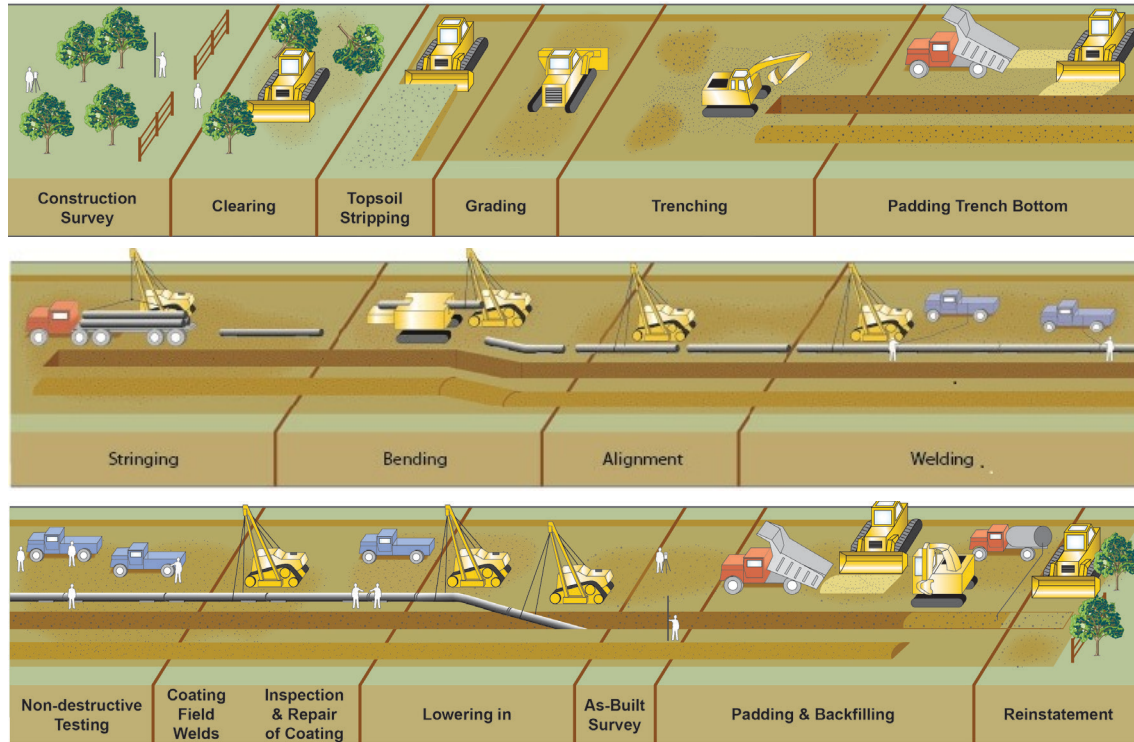 Construction
Survey
Clearing
Topsoil
Stripping
Grading
Trenching
Padding Trench Bottom
Stringing
Bending
Alignment
Welding
Non-destructive
Testing
Coating
Field
Welds
Inspection
& Repair
of Coating
Lowering in
As-Built
Survey
Padding & Backfilling
Reinstatement